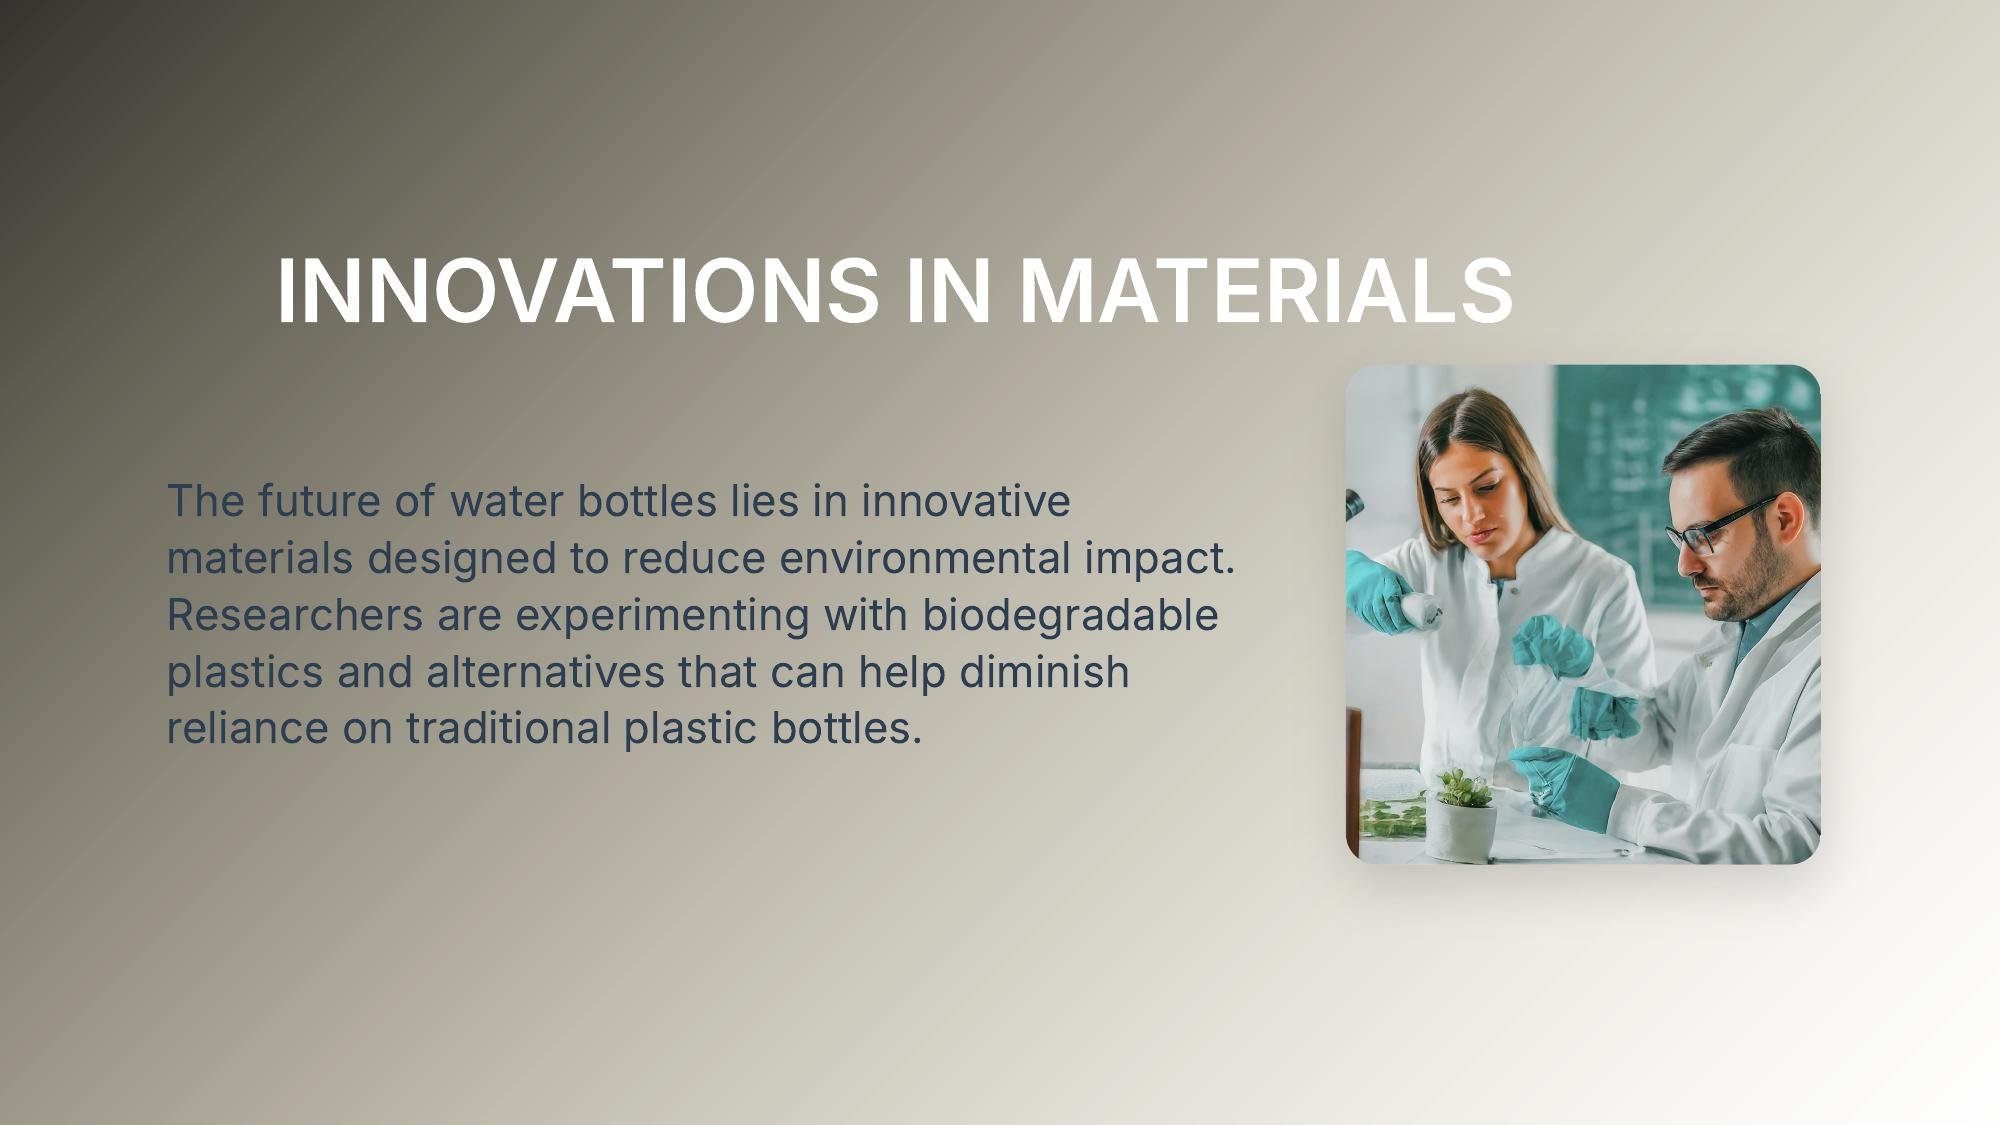 INNOVATIONS IN MATERIALS
The future of water bottles lies in innovative
materials designed to reduce environmental impact.
Researchers are experimenting with biodegradable
plastics and alternatives that can help diminish
reliance on traditional plastic bottles.